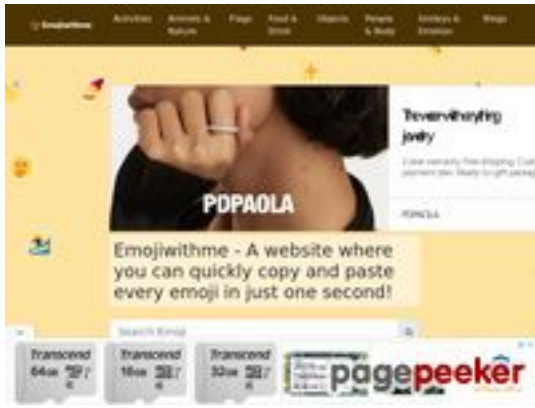 Emojiwithme
Activities
Animals &
Nature
Flags
Food &
Drink
Objects
People
& Body
Smileys &
Emotion
Blogs
PDPAOLA
jewelry
PDPAOLA
Emojiwithme - A website where
you can quickly copy and paste
every emoji in just one second!
Search Emoji
Transcend
64GB
Transcend
16GB
Transcend
32GB
pagepeeker